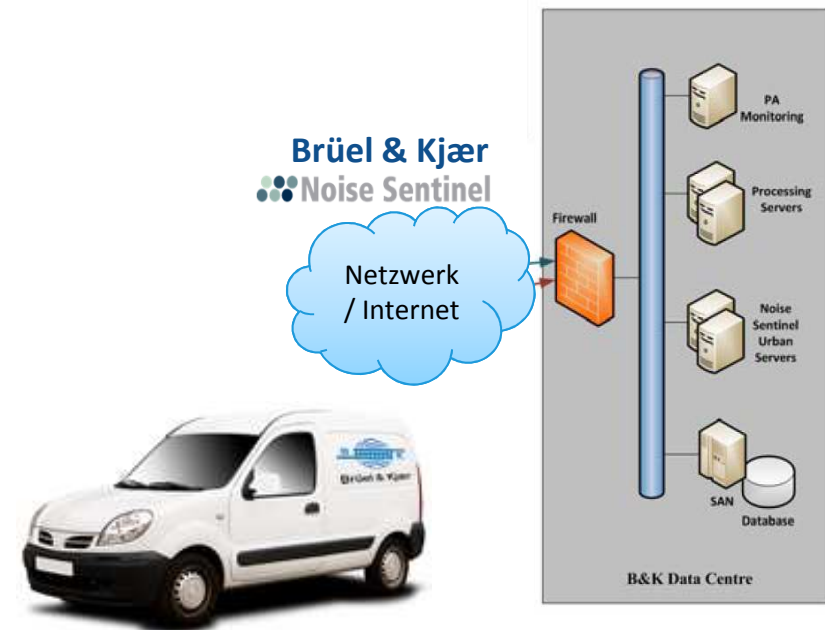 Brüel & Kjær
Noise Sentinel
Netzwerk
/ Internet
Firewall
PA
Monitoring
Processing
Servers
Noise
Sentinel
Urban
Servers
SAN
Database
B&K Data Centre
Brüel & Kjær